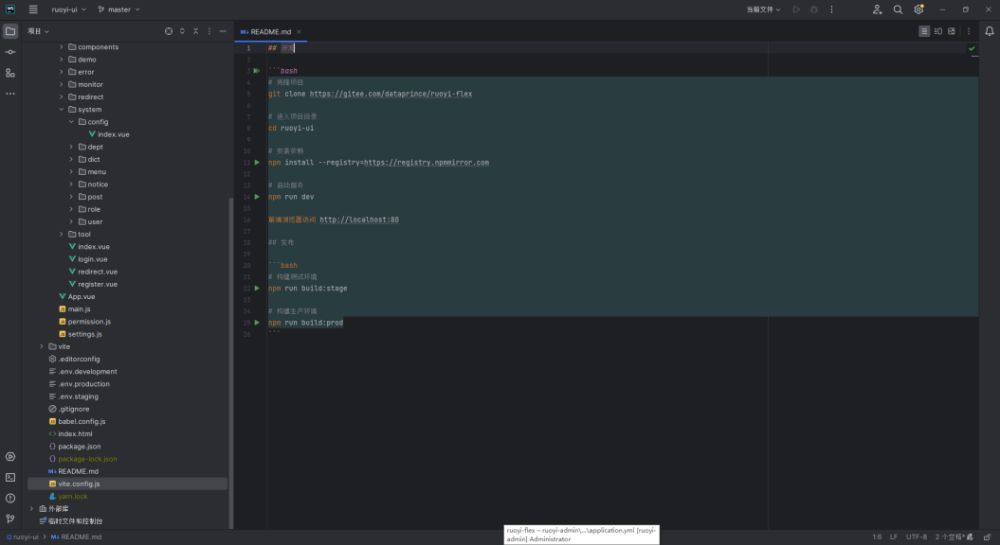 WS
ruoyi-ui
master
当前文件
项目
README.md
components
demo
error
monitor
redirect
system
config
index.vue
dept
dict
menu
notice
post
role
user
tool
index.vue
login.vue
redirect.vue
register.vue
App.vue
main.js
permission.js
settings.js
vite
.editorconfig
.env.development
.env.production
.env.staging
.gitignore
babel.config.js
index.html
package.json
package-lock.json
README.md
vite.config.js
yarn.lock
外部库
临时文件和控制台
1 ## 开发
2
3 ```bash
4 # 克隆项目
5 git clone https://gitee.com/dataprince/ruoyi-flex
6
7 # 进入项目目录
8 cd ruoyi-ui
9
10 # 安装依赖
11 npm install --registry=https://registry.npmmirror.com
12
13 # 启动服务
14 npm run dev
15
16 前端浏览器访问 http://localhost:80
17
18 ## 发布
19
20 ```bash
21 # 构建测试环境
22 npm run build:stage
23
24 # 构建生产环境
25 npm run build:prod
26 ```
ruoyi-flex – ruoyi-admin\...\application.yml [ruoyi-
admin] Administrator
ruoyi-ui > README.md
1:6 LF UTF-8 2 个空格*